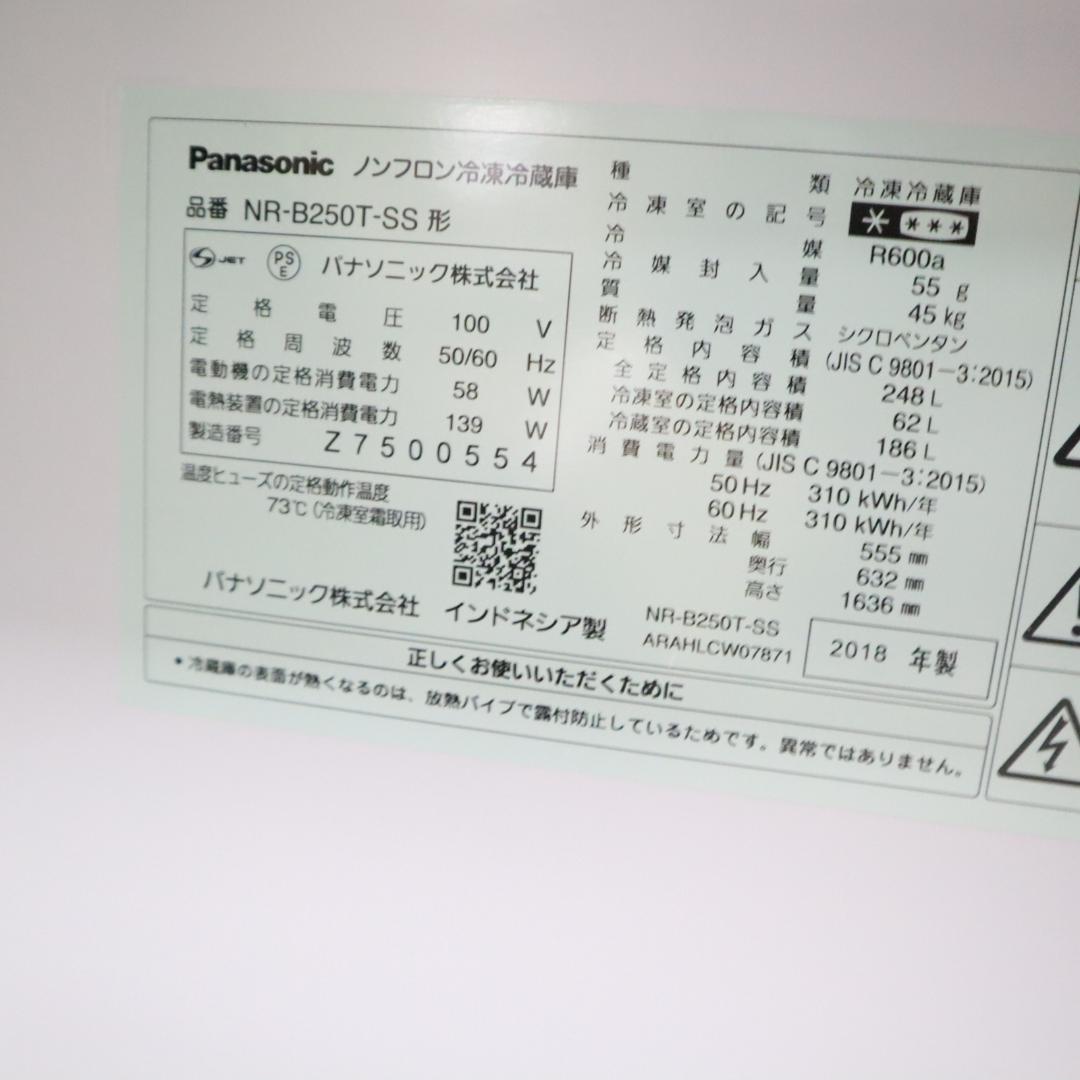 Panasonic ノンフロン冷凍冷蔵庫
品番 NR-B250T-SS 形
JET PSE パナソニック株式会社
定格電圧 100 V
定格周波数 50/60 Hz
電動機の定格消費電力 58 W
電熱装置の定格消費電力 139 W
製造番号 Z7500554
温度ヒューズの定格動作温度
73℃(冷凍室霜取用)
パナソニック株式会社 インドネシア製
種類 冷凍冷蔵庫
冷凍室の記号 * ***
冷媒 R600a
冷媒封入量 55 g
質量 45 kg
断熱発泡ガス シクロペンタン
定格内容積 (JIS C 9801-3:2015)
全定格内容積 248 L
冷凍室の定格内容積 62 L
冷蔵室の定格内容積 186 L
消費電力量 (JIS C 9801-3:2015)
50 Hz 310 kWh/年
60 Hz 310 kWh/年
外形寸法 幅 555 mm
奥行 632 mm
高さ 1636 mm
NR-B250T-SS
ARAHLCW07871
2018 年製
正しくお使いいただくために
•冷蔵庫の表面が熱くなるのは、放熱パイプで露付防止しているためです。異常ではありません。